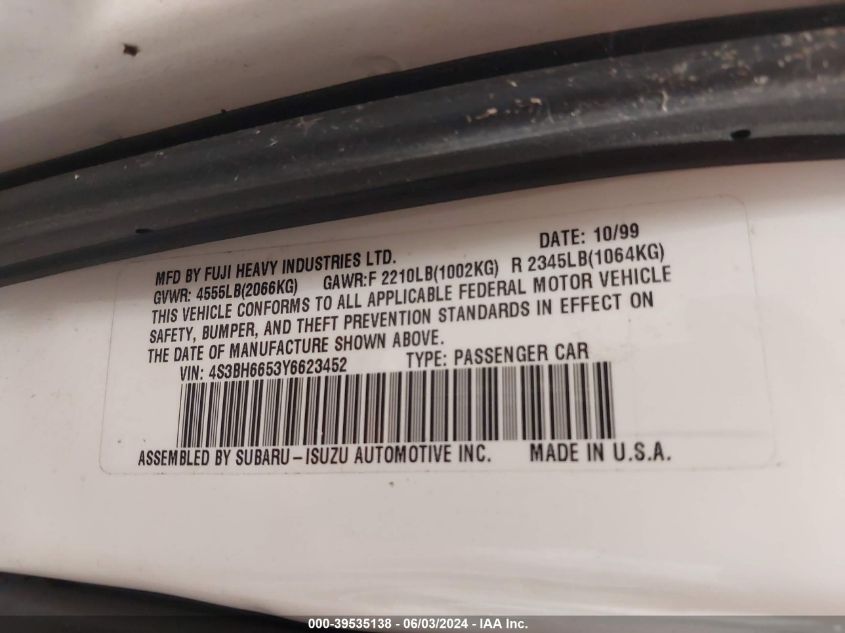 MFD BY FUJI HEAVY INDUSTRIES LTD. DATE: 10/99
GVWR: 4555LB(2066KG) GAWR:F 2210LB(1002KG) R 2345LB(1064KG)
THIS VEHICLE CONFORMS TO ALL APPLICABLE FEDERAL MOTOR VEHICLE
SAFETY, BUMPER, AND THEFT PREVENTION STANDARDS IN EFFECT ON
THE DATE OF MANUFACTURE SHOWN ABOVE.
VIN: 4S3BH6653Y6623452 TYPE: PASSENGER CAR
ASSEMBLED BY SUBARU-ISUZU AUTOMOTIVE INC. MADE IN U.S.A.
000-39535138 - 06/03/2024 - IAA Inc.